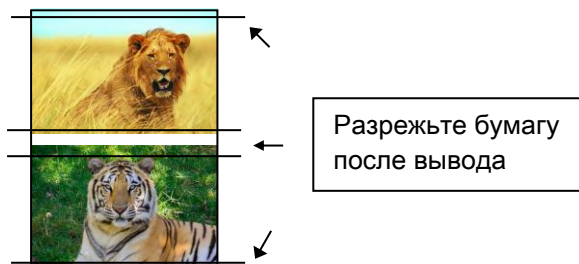 Разрежьте бумагу
после вывода